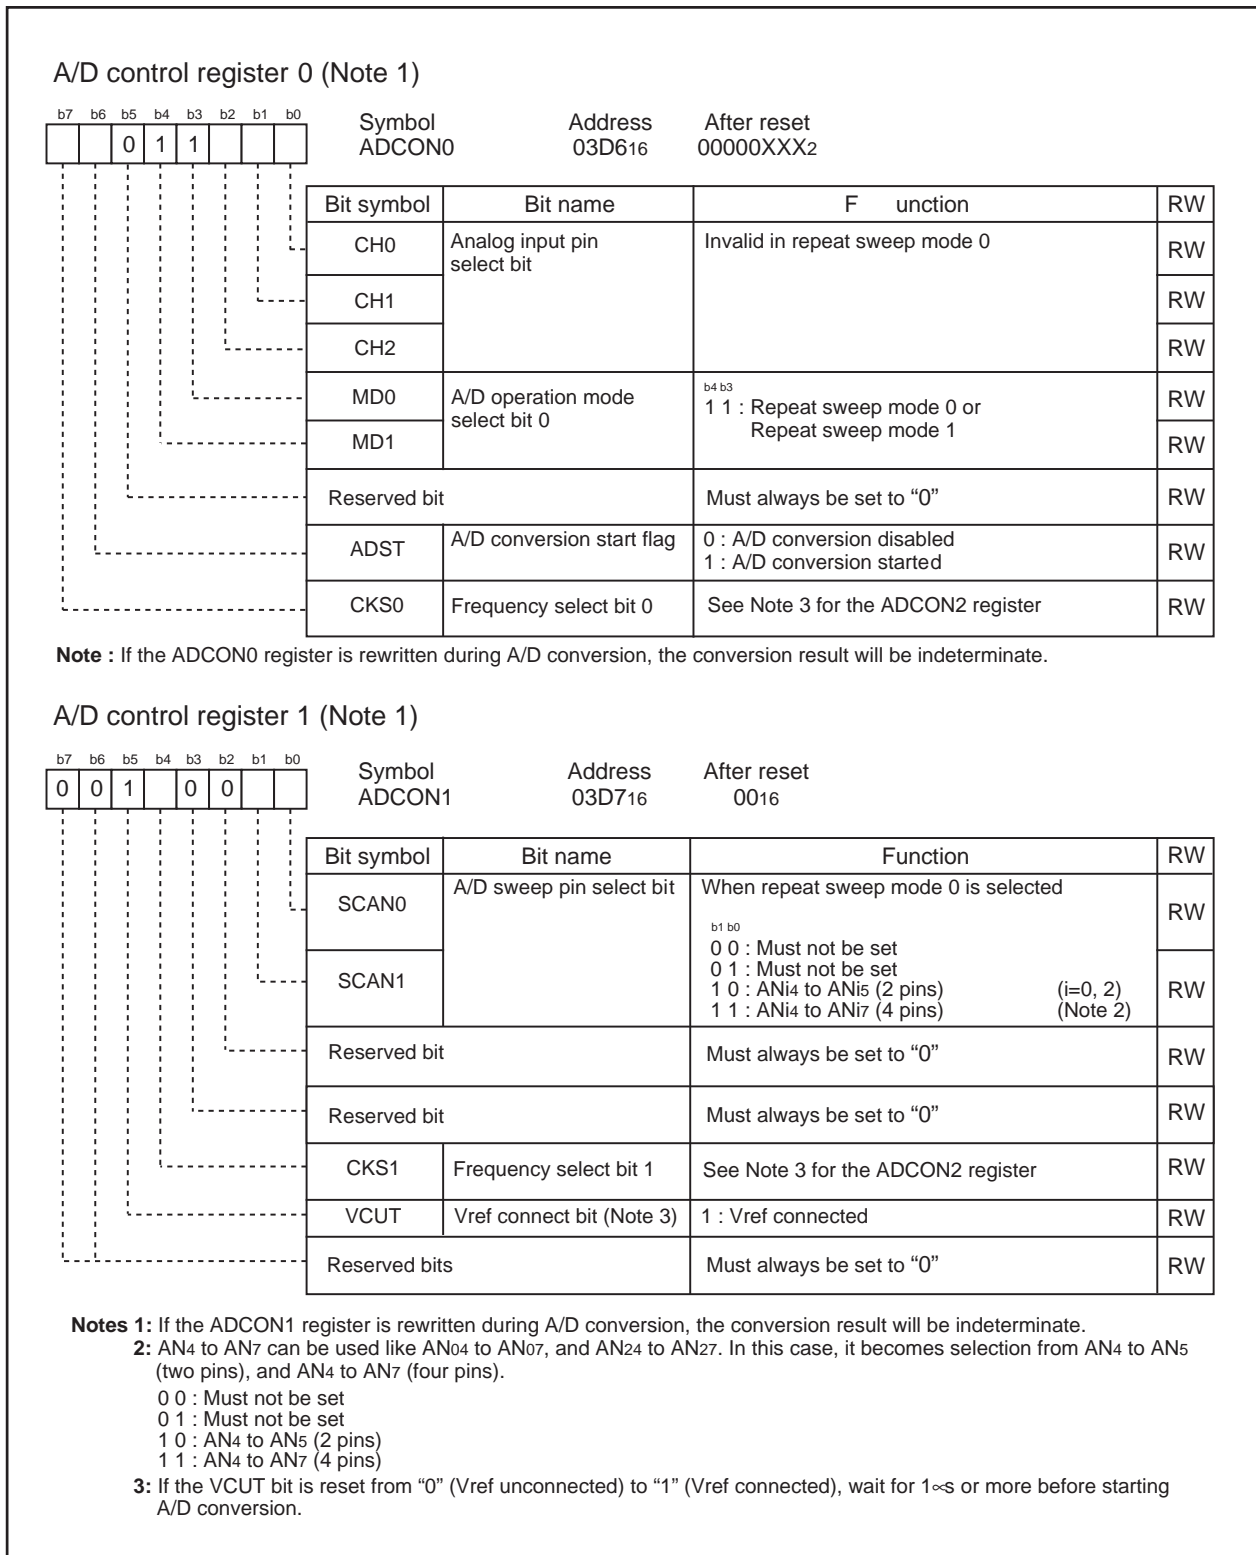 A/D control register 0 (Note 1)
b7 b6 b5 b4 b3 b2 b1 b0
0 1 1
Symbol Address After reset
ADCON0 03D616 00000XXX2
Bit symbol Bit name F unction RW
CH0 Analog input pin select bit Invalid in repeat sweep mode 0 RW
CH1 RW
CH2 RW
MD0 A/D operation mode select bit 0 b4 b3 RW
1 1 : Repeat sweep mode 0 or
Repeat sweep mode 1
MD1 RW
Reserved bit Must always be set to “0” RW
ADST A/D conversion start flag 0 : A/D conversion disabled RW
1 : A/D conversion started
CKS0 Frequency select bit 0 See Note 3 for the ADCON2 register RW
Note : If the ADCON0 register is rewritten during A/D conversion, the conversion result will be indeterminate.
A/D control register 1 (Note 1)
b7 b6 b5 b4 b3 b2 b1 b0
0 0 1 0 0
Symbol Address After reset
ADCON1 03D716 0016
Bit symbol Bit name Function RW
SCAN0 A/D sweep pin select bit When repeat sweep mode 0 is selected RW
b1 b0
0 0 : Must not be set
0 1 : Must not be set
SCAN1 1 0 : ANi4 to ANi5 (2 pins) (i=0, 2) RW
1 1 : ANi4 to ANi7 (4 pins) (Note 2)
Reserved bit Must always be set to “0” RW
Reserved bit Must always be set to “0” RW
CKS1 Frequency select bit 1 See Note 3 for the ADCON2 register RW
VCUT Vref connect bit (Note 3) 1 : Vref connected RW
Reserved bits Must always be set to “0” RW
Notes 1: If the ADCON1 register is rewritten during A/D conversion, the conversion result will be indeterminate.
2: AN4 to AN7 can be used like AN04 to AN07, and AN24 to AN27. In this case, it becomes selection from AN4 to AN5
(two pins), and AN4 to AN7 (four pins).
0 0 : Must not be set
0 1 : Must not be set
1 0 : AN4 to AN5 (2 pins)
1 1 : AN4 to AN7 (4 pins)
3: If the VCUT bit is reset from “0” (Vref unconnected) to “1” (Vref connected), wait for 1∝s or more before starting
A/D conversion.